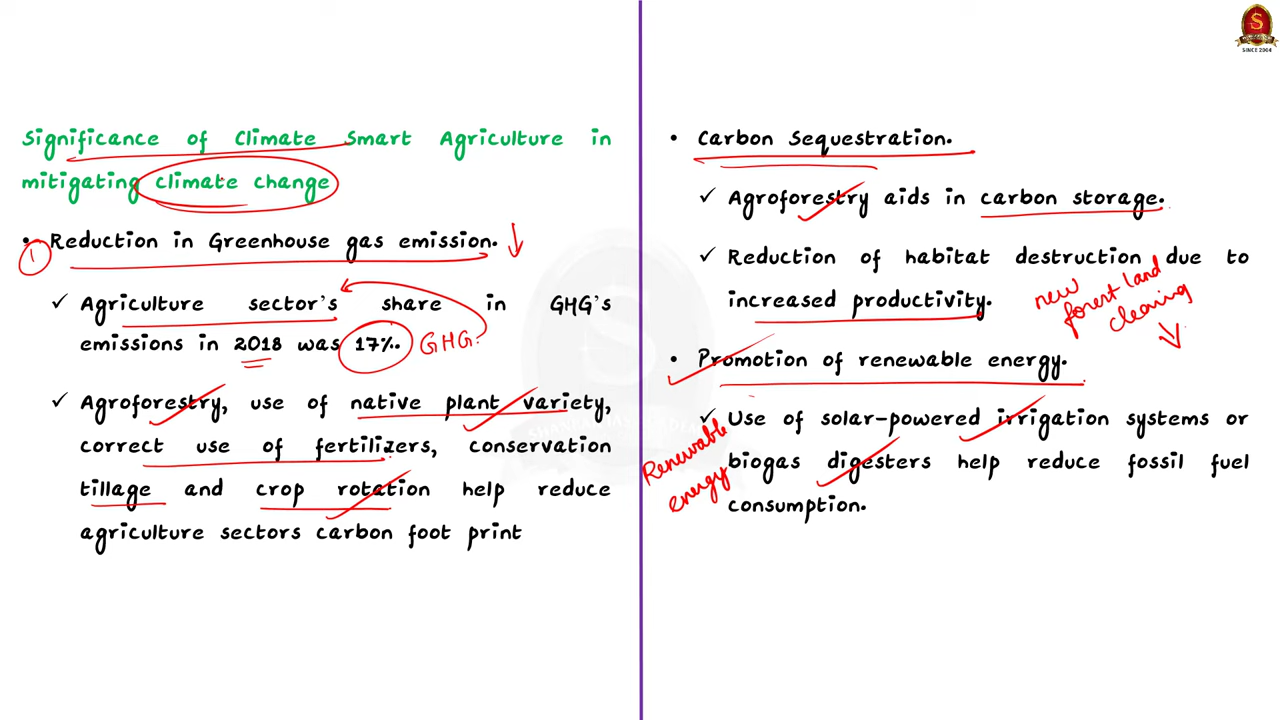 Significance of Climate Smart Agriculture in
mitigating climate change
• Reduction in Greenhouse gas emission.
1
✓ Agriculture sector's share in GHG's
emissions in 2018 was 17%.
GHG
✓ Agroforestry, use of native plant variety,
correct use of fertilizers, conservation
tillage and crop rotation help reduce
agriculture sectors carbon foot print
• Carbon Sequestration.
✓ Agroforestry aids in carbon storage.
✓ Reduction of habitat destruction due to
increased productivity.
new
forest land
clearing
• Promotion of renewable energy.
✓ Use of solar-powered irrigation systems or
biogas digesters help reduce fossil fuel
consumption.
Renewable
energy
S
SINCE 2004